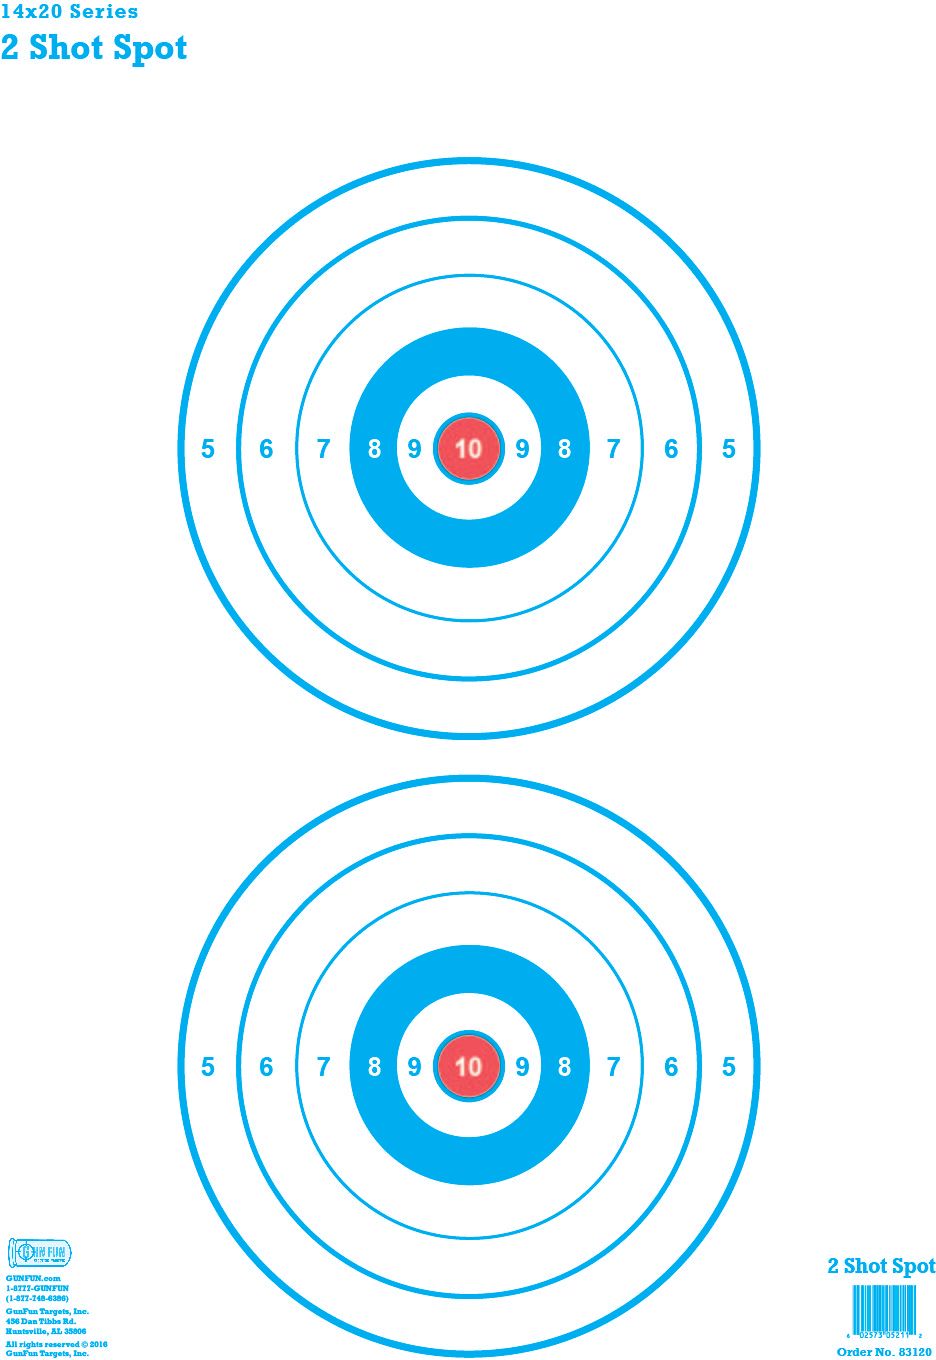 14x20 Series
2 Shot Spot
5 6 7 8 9 10 9 8 7 6 5
5 6 7 8 9 10 9 8 7 6 5
GUN FUN
GUNFUN.com
1-8777-GUNFUN
(1-877-748-6386)
GunFun Targets, Inc.
456 Dan Tibbs Rd.
Huntsville, AL 35806
All rights reserved © 2016
GunFun Targets, Inc.
2 Shot Spot
6 02573 05211 2
Order No. 83120